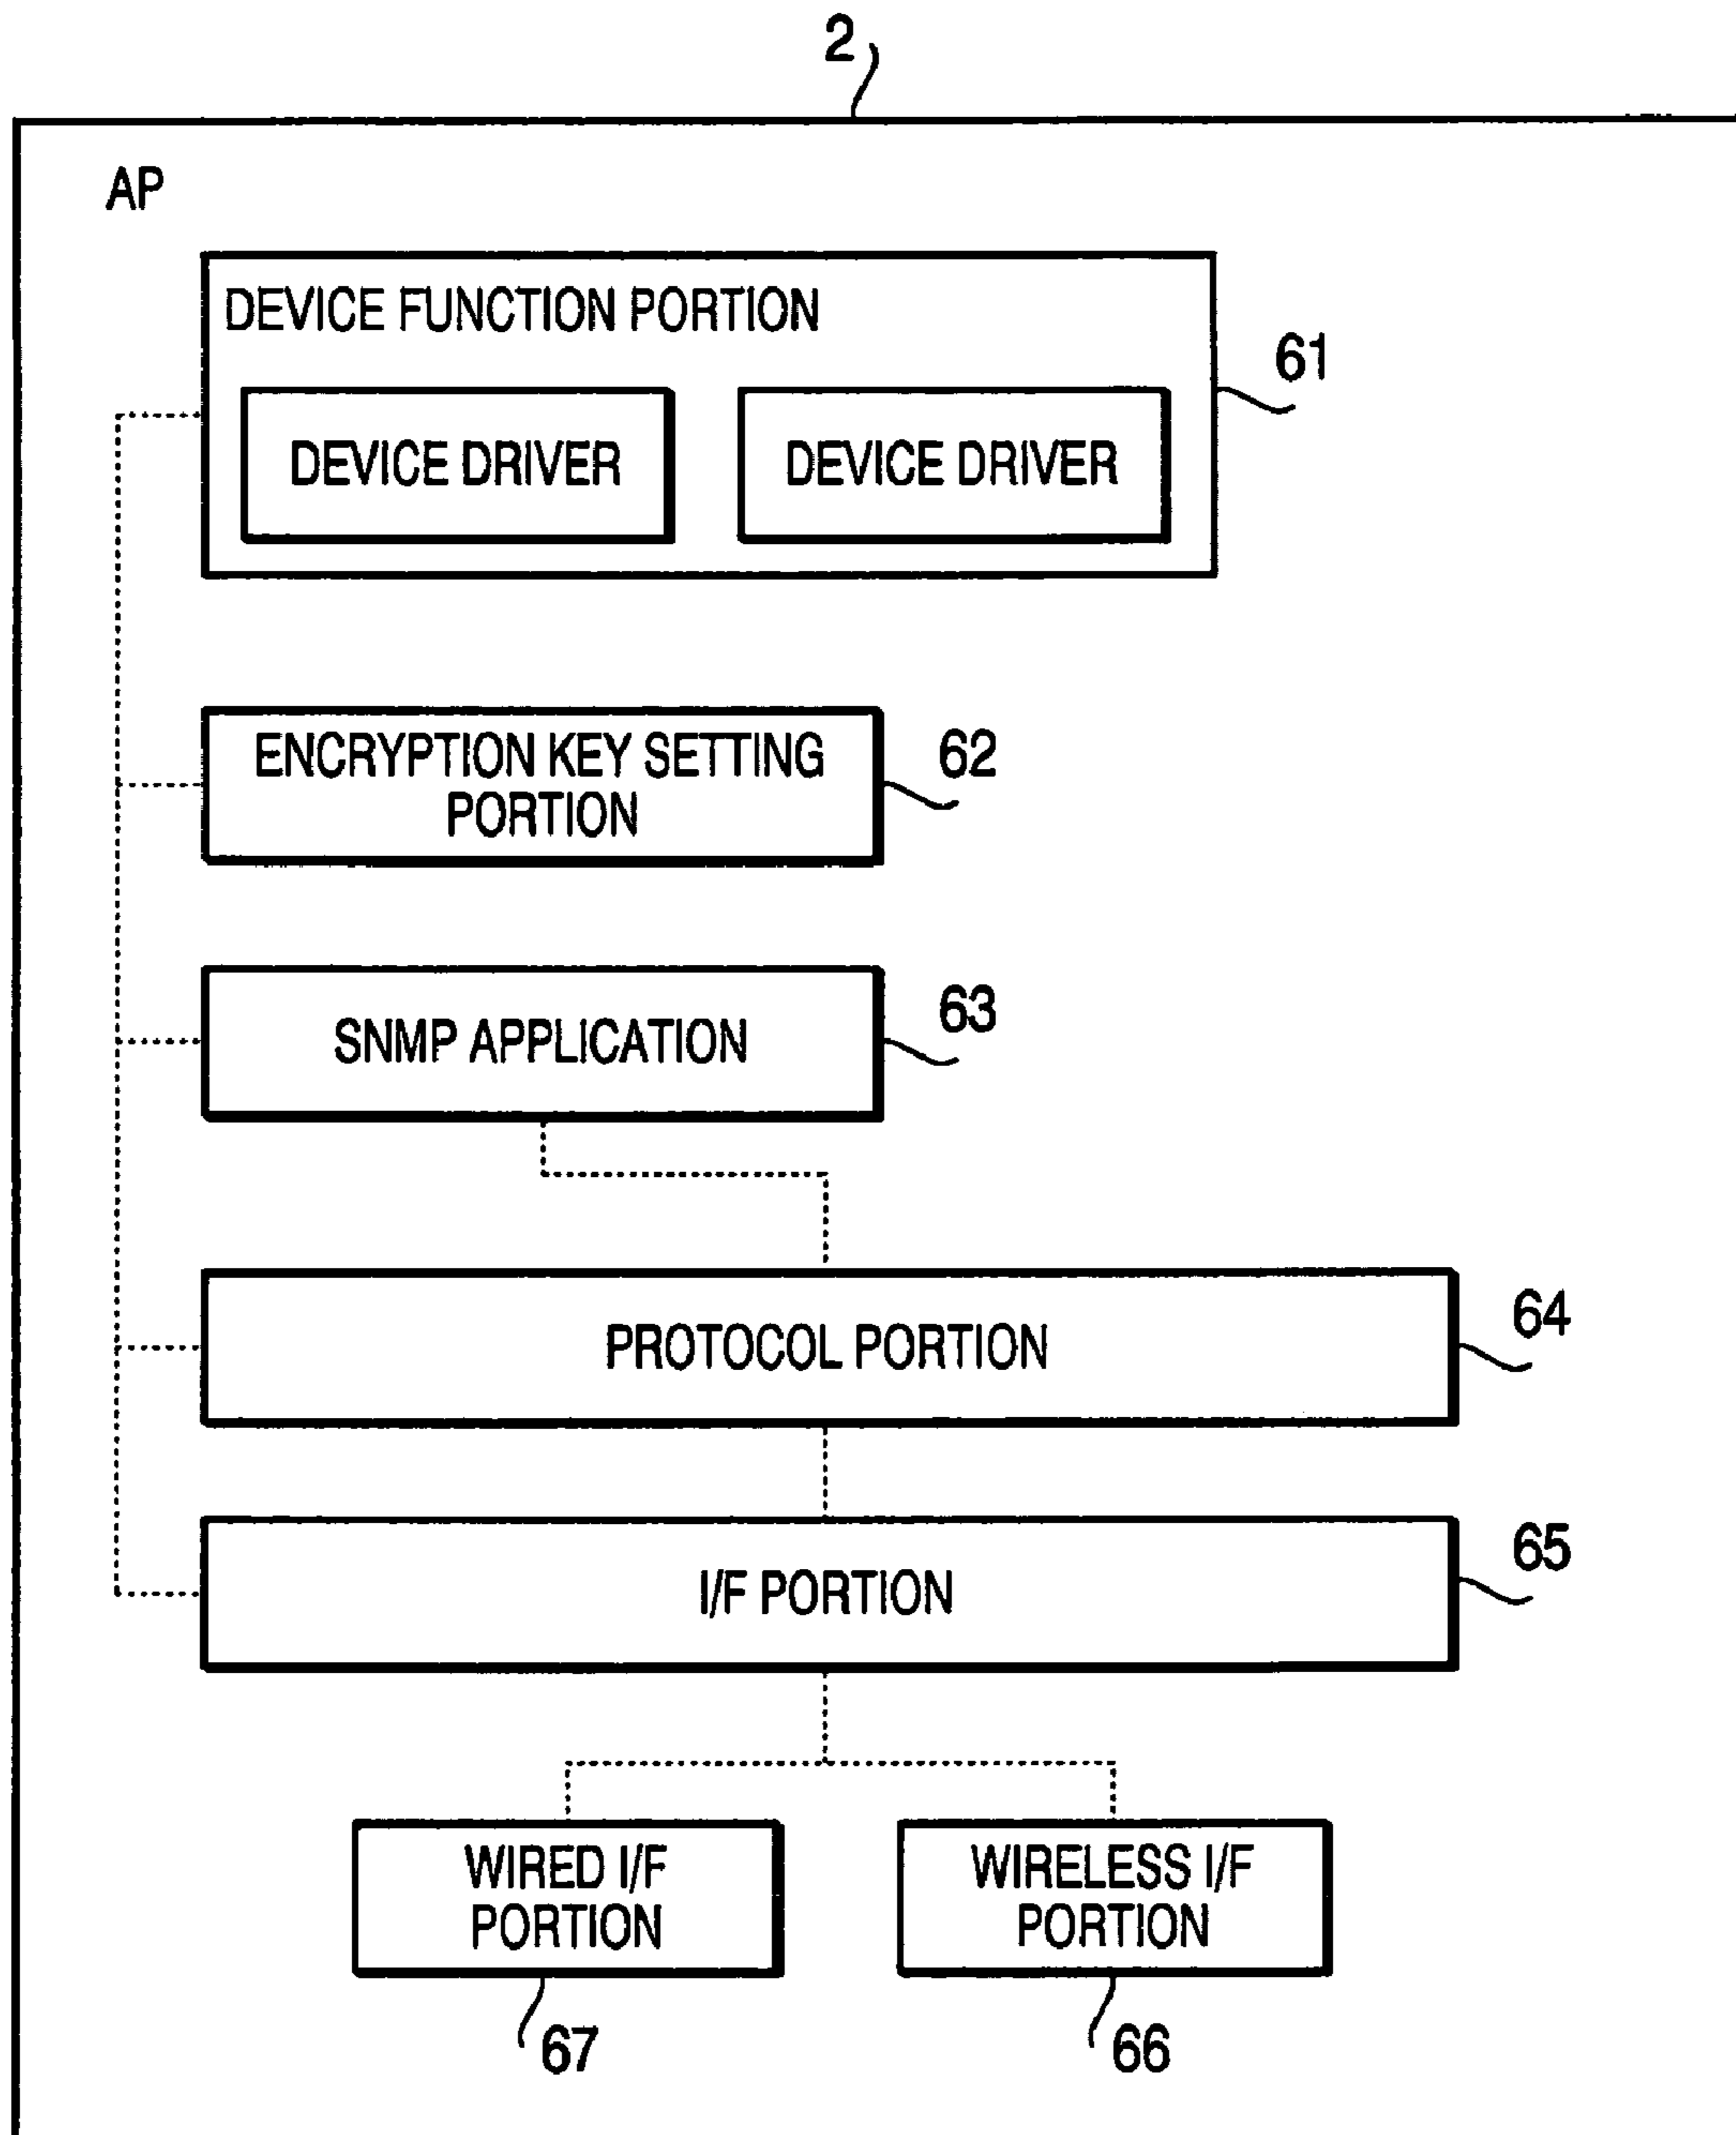 2
AP
DEVICE FUNCTION PORTION
61
DEVICE DRIVER
DEVICE DRIVER
ENCRYPTION KEY SETTING
PORTION
62
SNMP APPLICATION
63
PROTOCOL PORTION
64
I/F PORTION
65
WIRED I/F
PORTION
WIRELESS I/F
PORTION
67
66